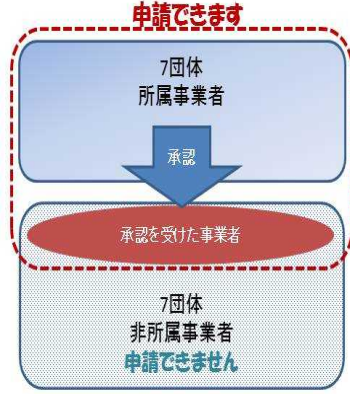 申請できます
7団体
所属事業者
承認
承認を受けた事業者
7団体
非所属事業者
申請できません